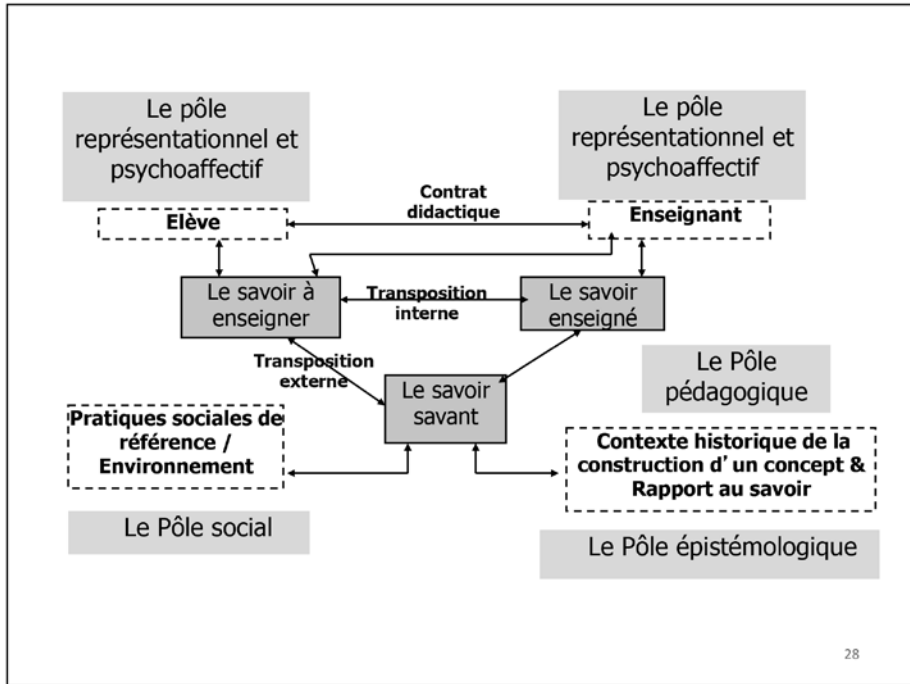 Le pôle
représentationnel et
psychoaffectif
Le pôle
représentationnel et
psychoaffectif
Contrat
didactique
Elève
Enseignant
Le savoir à
enseigner
Transposition
interne
Le savoir
enseigné
Transposition
externe
Le savoir
savant
Le Pôle
pédagogique
Pratiques sociales de
référence /
Environnement
Contexte historique de la
construction d’un concept &
Rapport au savoir
Le Pôle social
Le Pôle épistémologique
28